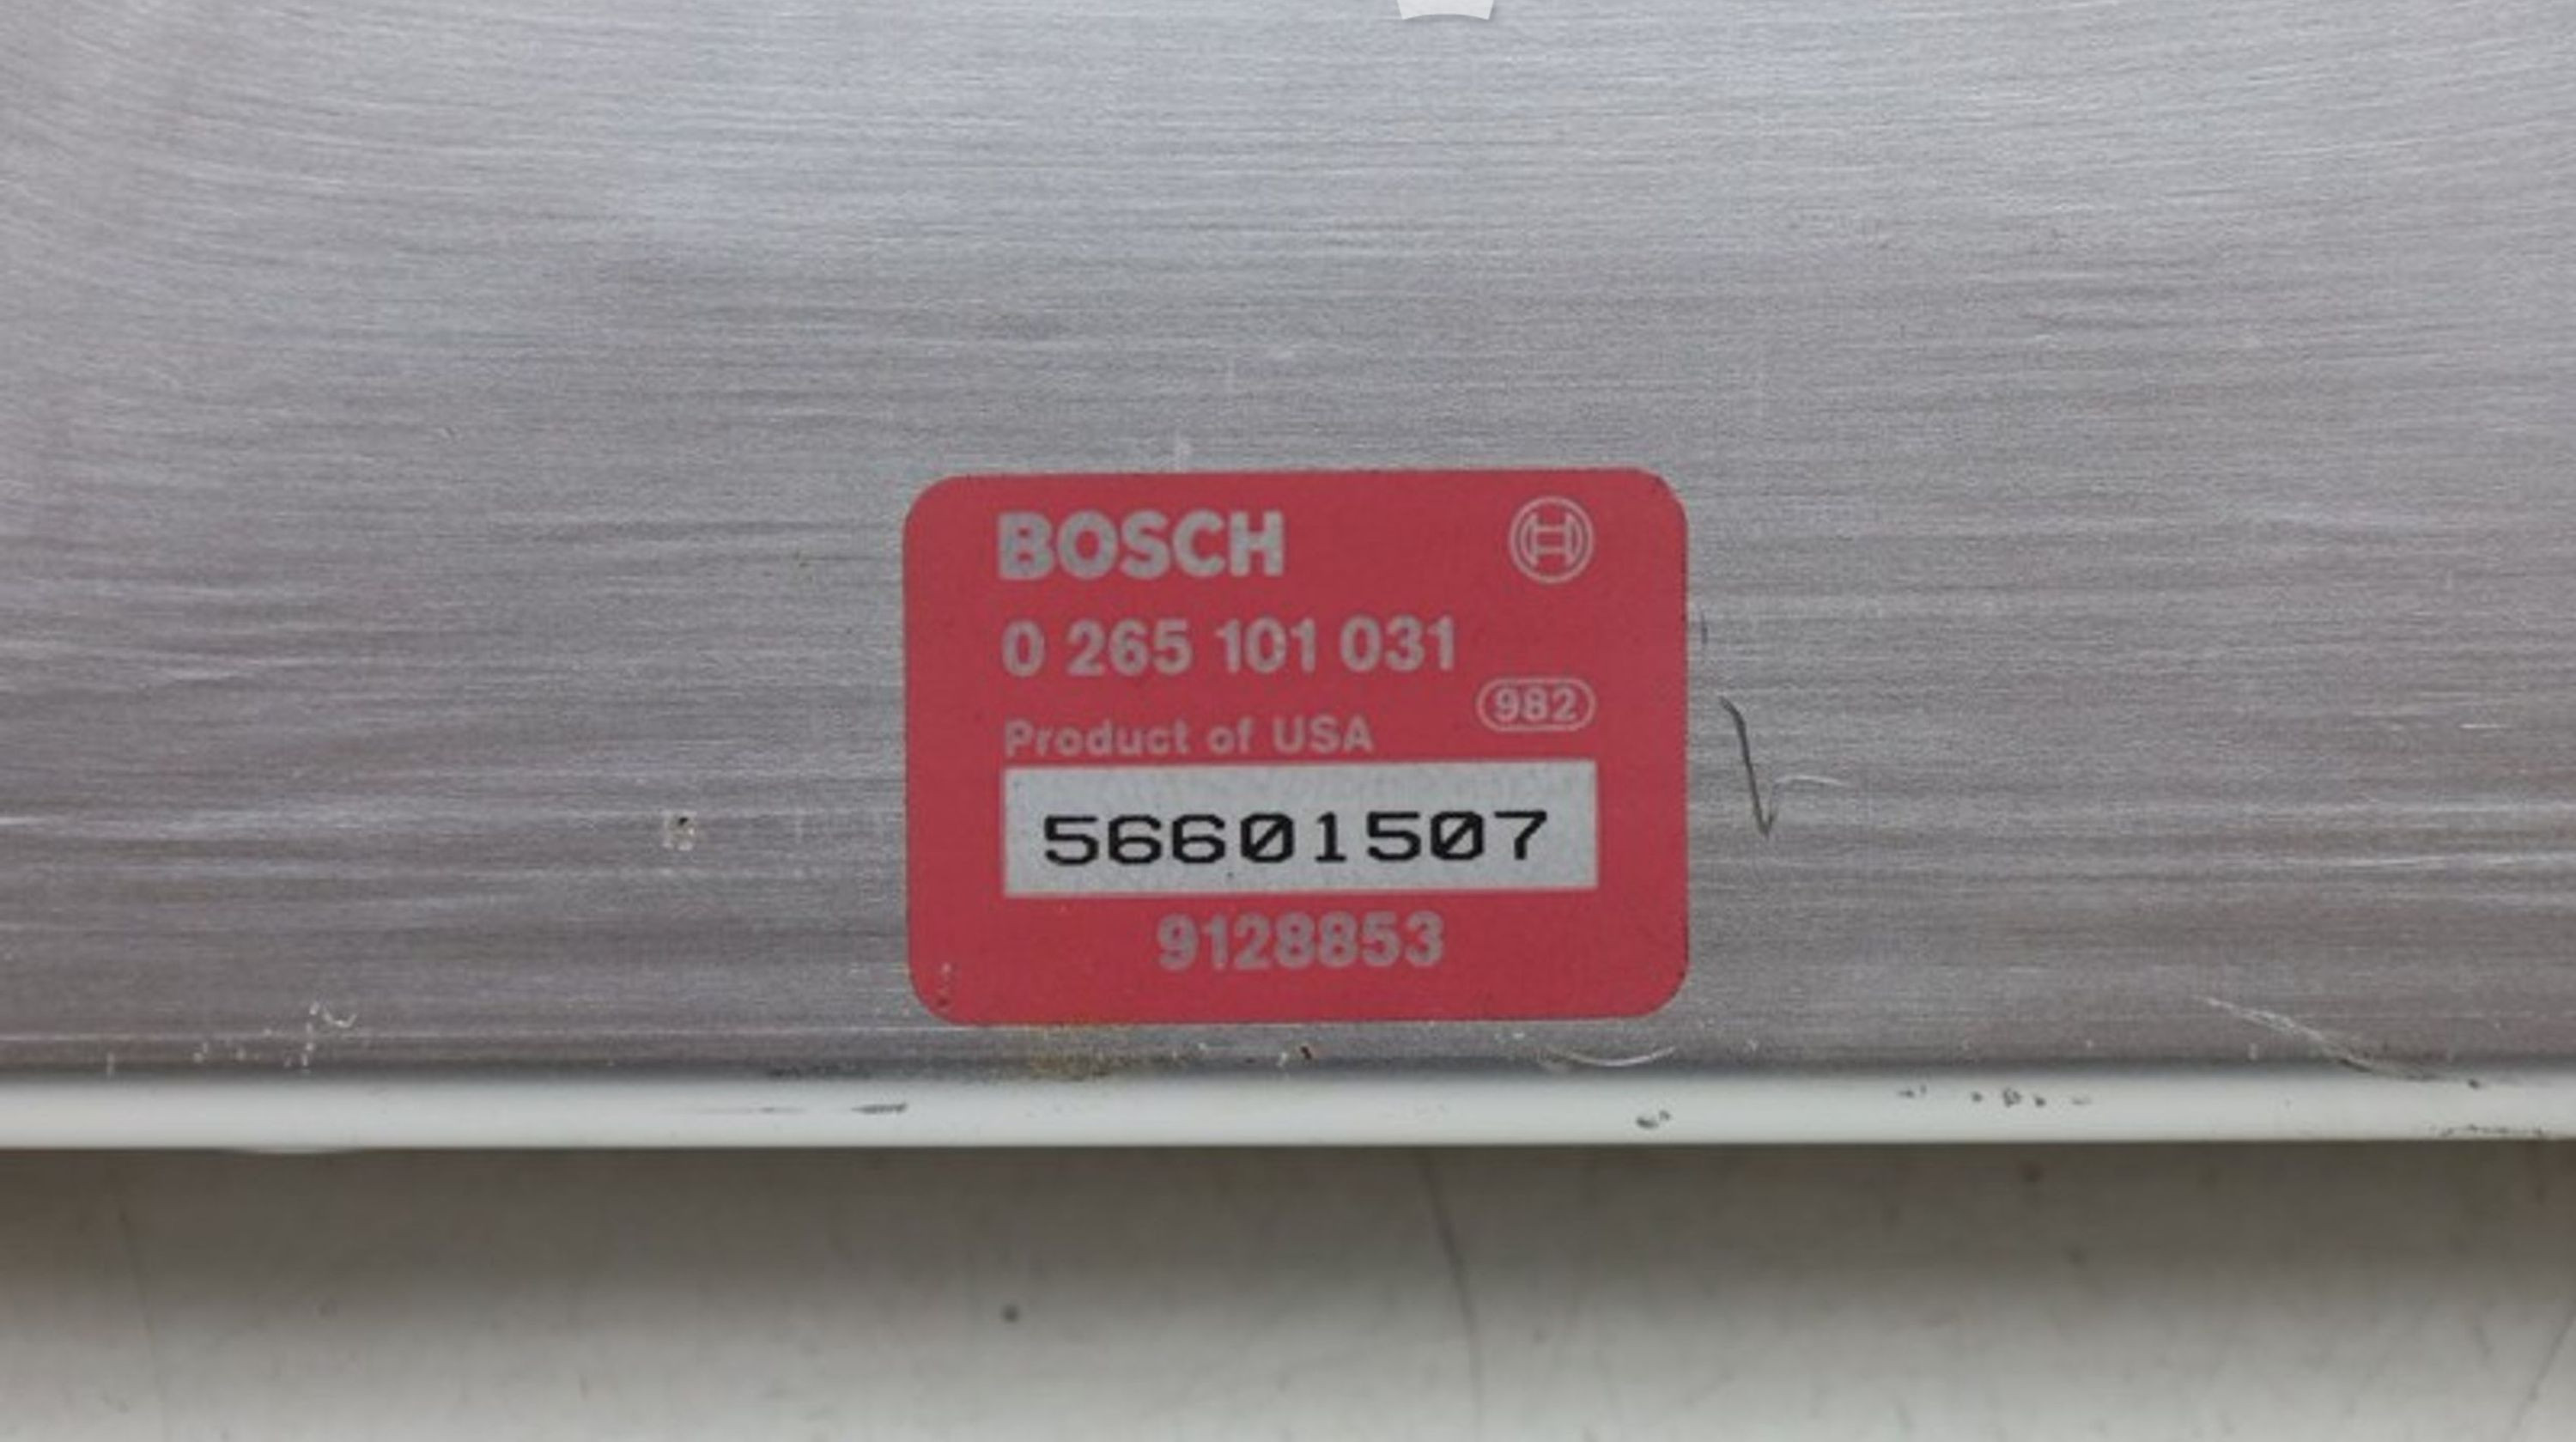 BOSCH
0 265 101 031
982
Product of USA
56601507
9128853